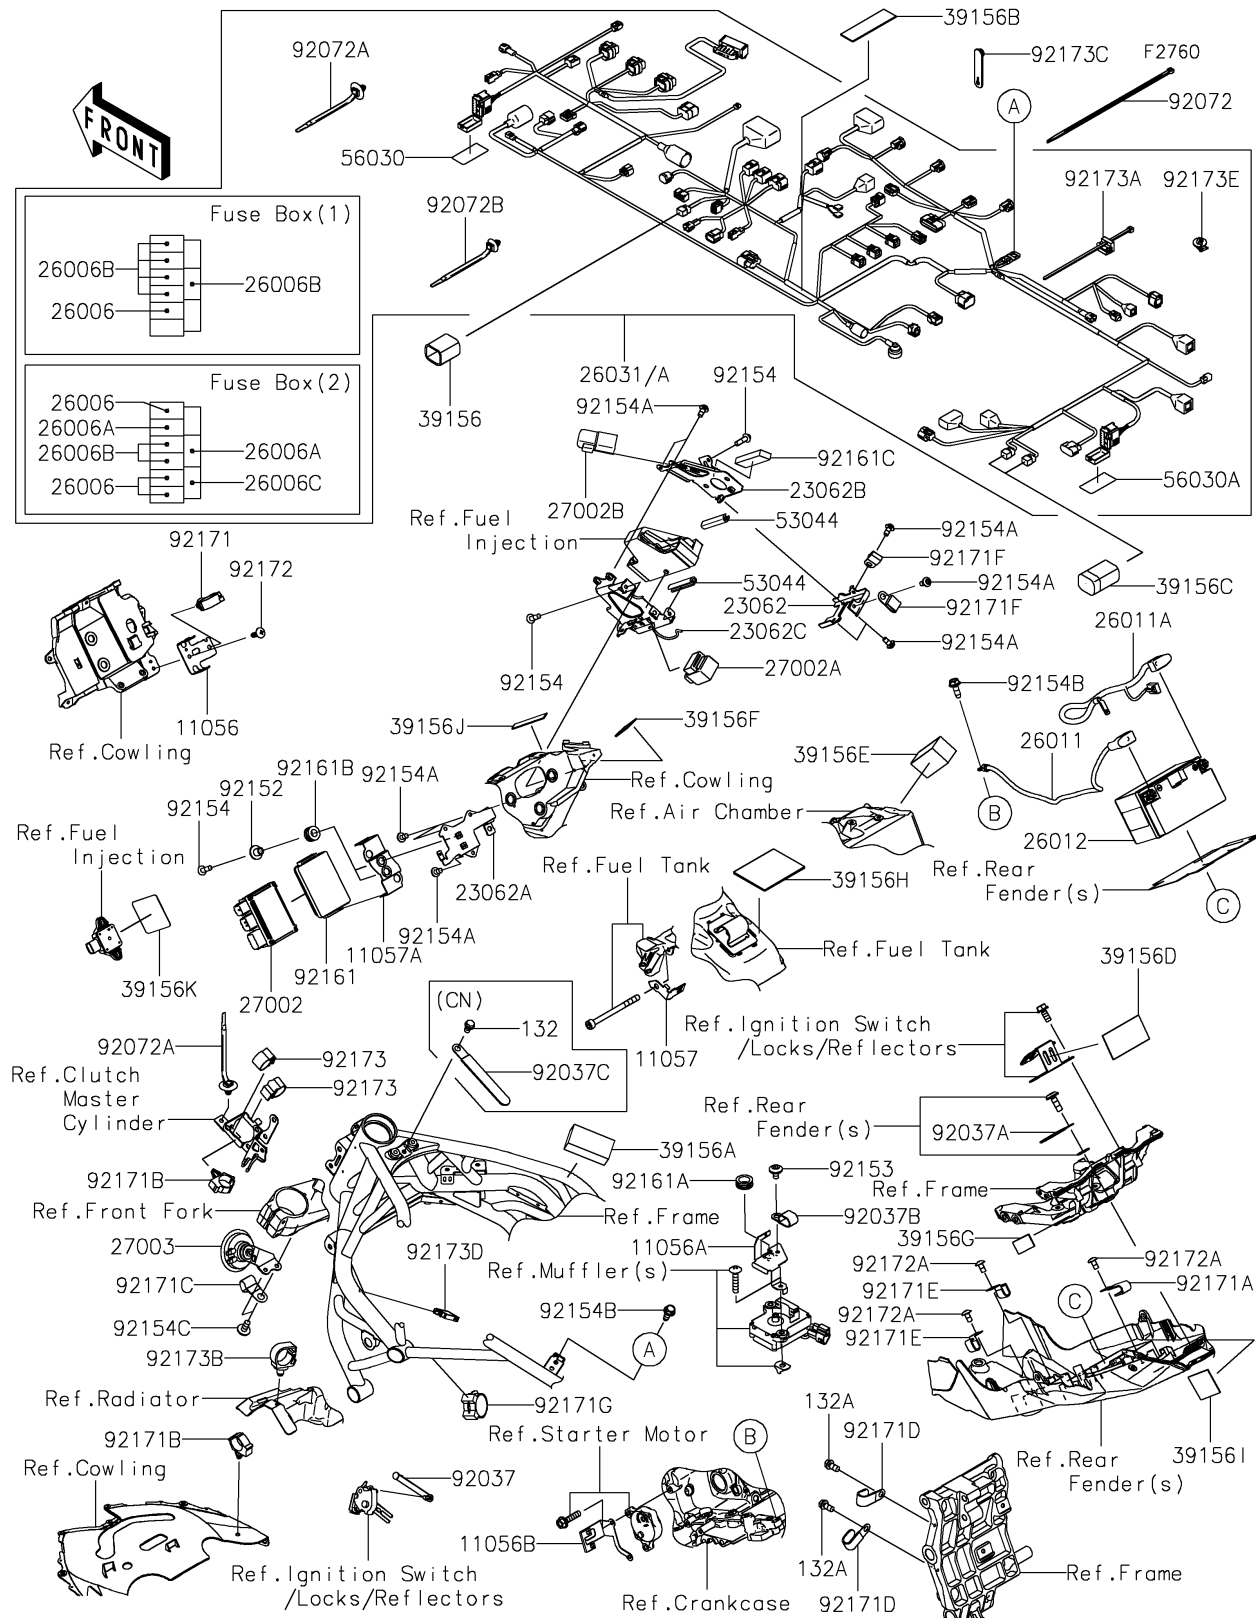 39156B
92072A
92173C
F2760
92072
A
FRONT
56030
92173A
92173E
92072B
Fuse Box(1)
26006B
26006B
26006
Fuse Box(2)
26006
26006A
26006B
26006
26006A
26006C
39156
26031/A
92154
92154A
92161C
23062B
27002B
Ref.Fuel
Injection
53044
56030A
92154A
92171F
92154A
92171F
92154A
39156C
53044
23062
23062C
27002A
92154
92171
92172
11056
Ref.Cowling
26011A
92154B
26011
B
26012
39156J
39156F
39156E
Ref.Cowling
Ref.Air Chamber
92161B
92154A
92152
92154
Ref.Fuel
Injection
23062A
92154A
11057A
92161
27002
39156K
Ref.Fuel Tank
39156H
Ref.Fuel Tank
11057
Ref.Rear
Fender(s)
C
39156D
Ref.Ignition Switch
/Locks/Reflectors
(CN)
132
92037C
92072A
92173
92173
Ref.Clutch
Master
Cylinder
92171B
Ref.Front Fork
27003
92171C
92154C
92173B
Ref.Radiator
92171B
Ref.Cowling
39156A
92161A
92153
Ref.Frame
92037B
11056A
Ref.Muffler(s)
92173D
92154B
A
92171G
Ref.Rear
Fender(s)
92037A
Ref.Frame
39156G
92172A
92171E
92172A
92171E
92172A
92171A
C
39156I
Ref.Rear
Fender(s)
Ref.Starter Motor
B
92037
11056B
Ref.Ignition Switch
/Locks/Reflectors
Ref.Crankcase
132A
92171D
132A
92171D
Ref.Frame